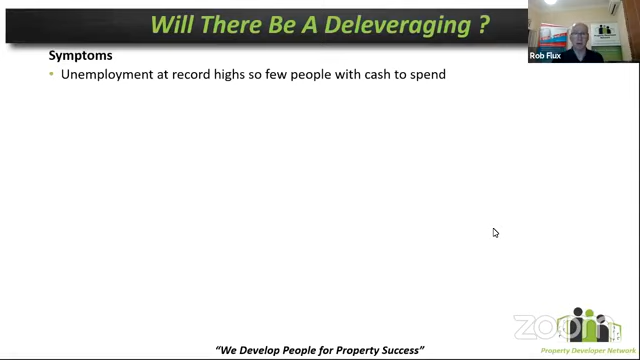 Will There Be A Deleveraging ?
Rob Flux
Symptoms
• Unemployment at record highs so few people with cash to spend
zoom
Property Developer Network
“We Develop People for Property Success”